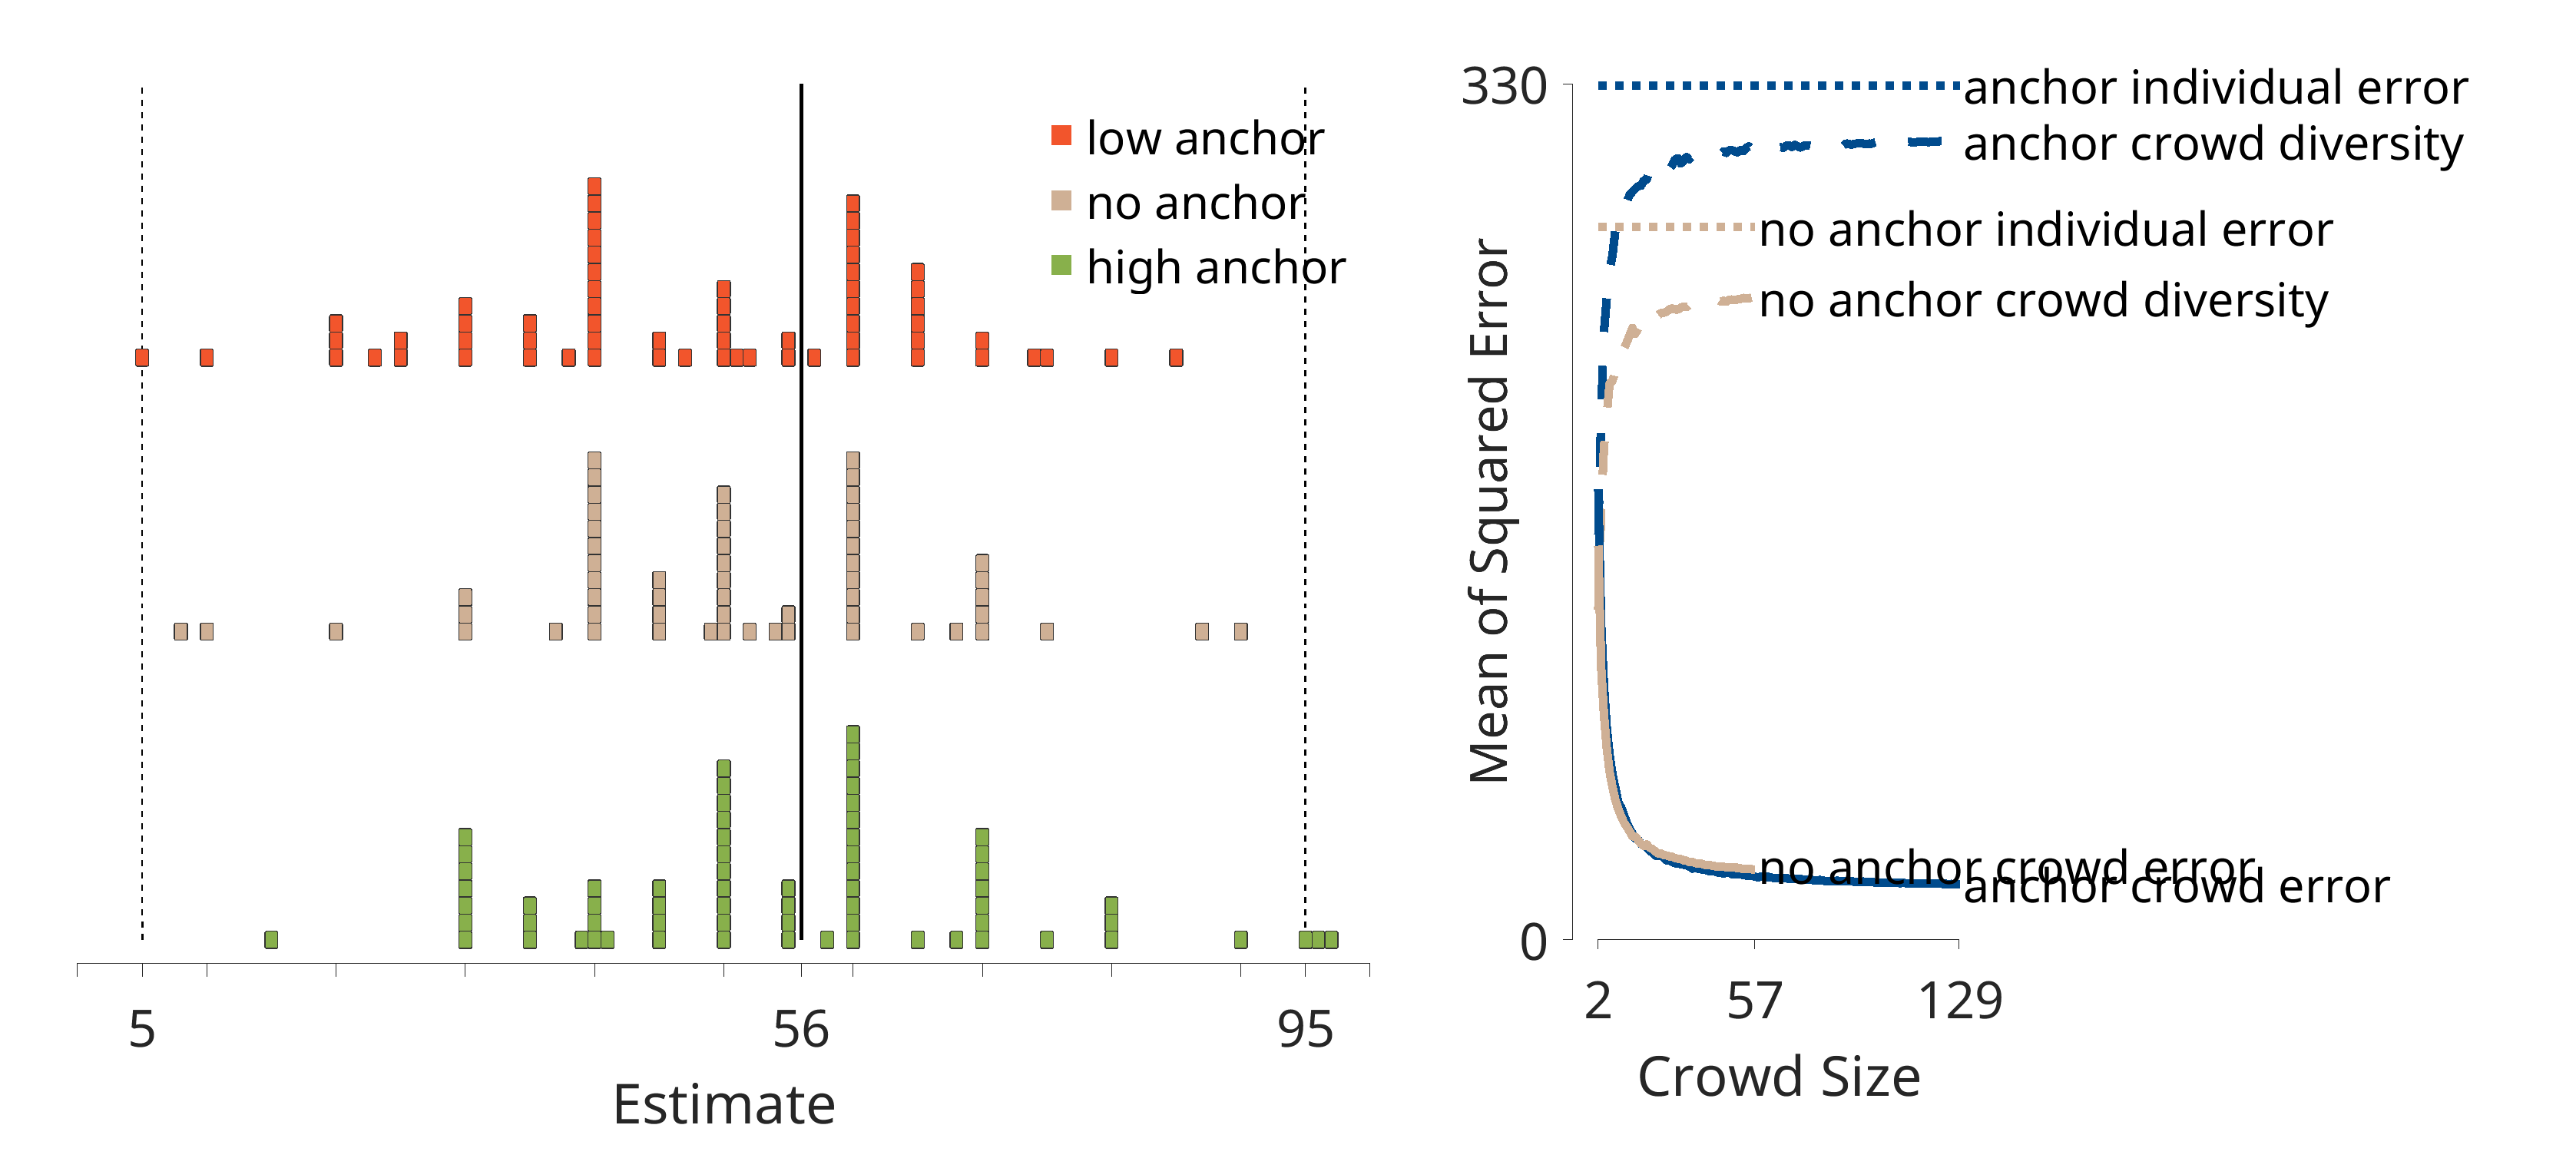 low anchor
no anchor
high anchor
5
56
95
Estimate
330
0
Mean of Squared Error
anchor individual error
anchor crowd diversity
no anchor individual error
no anchor crowd diversity
no anchor crowd error
anchor crowd error
2
57
129
Crowd Size